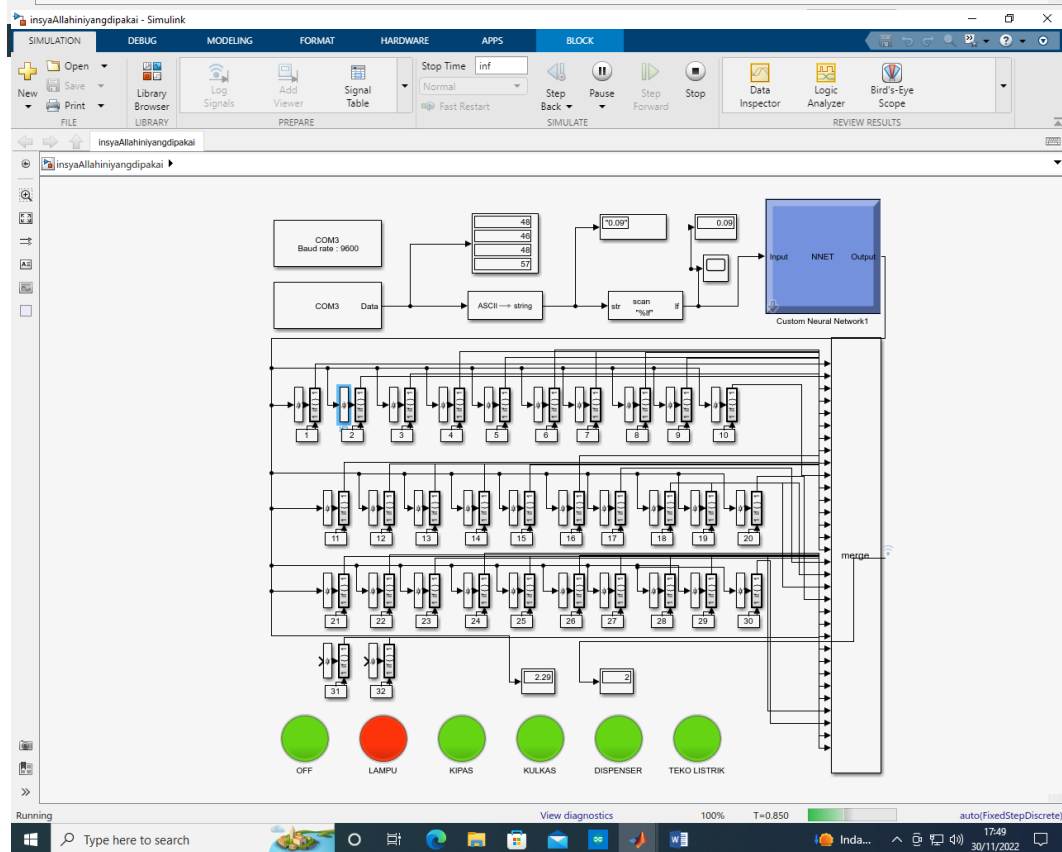 insyaAllahiniyangdipakai - Simulink
SIMULATION DEBUG MODELING FORMAT HARDWARE APPS BLOCK
New Open Save Print Library Browser Log Signals Add Viewer Signal Table Stop Time inf Normal Fast Restart Step Back Pause Step Forward Stop Data Inspector Logic Analyzer Bird's-Eye Scope
FILE LIBRARY PREPARE SIMULATE REVIEW RESULTS
insyaAllahiniyangdipakai
insyaAllahiniyangdipakai
COM3
Baud rate : 9600
48
46
48
57
"0.09"
0.09
COM3 Data
ASCII → string
str scan "%lf" lf
Input NNET Output
Custom Neural Network1
1 2 3 4 5 6 7 8 9 10
11 12 13 14 15 16 17 18 19 20
merge
21 22 23 24 25 26 27 28 29 30
31 32
2.29
2
OFF LAMPU KIPAS KULKAS DISPENSER TEKO LISTRIK
Running View diagnostics 100% T=0.850 auto(FixedStepDiscrete)
Type here to search Inda... 17:49
30/11/2022